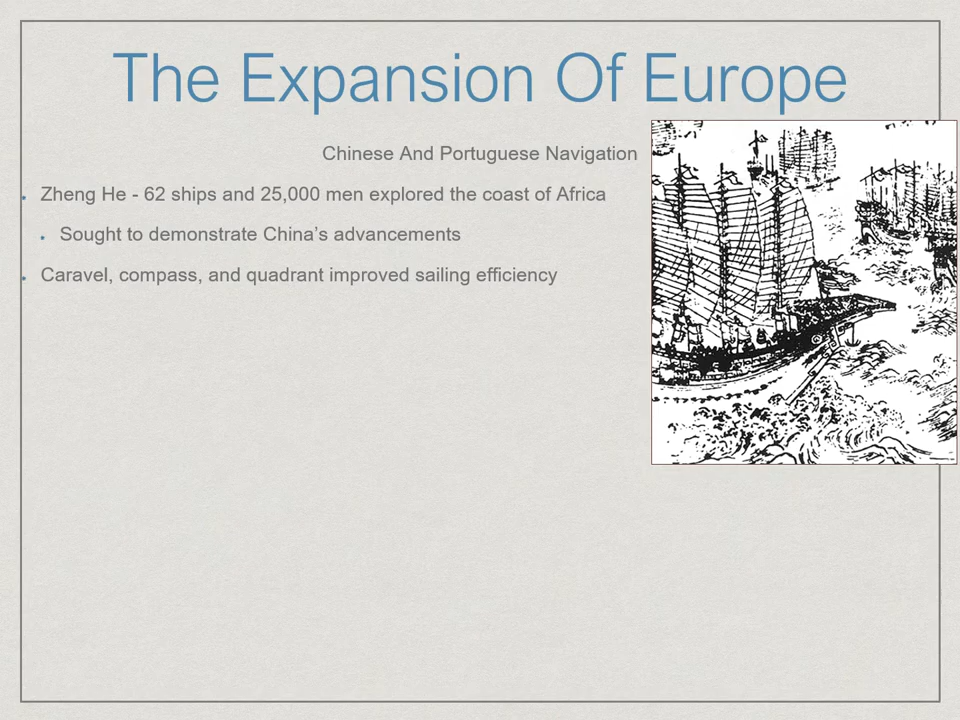 The Expansion Of Europe
Chinese And Portuguese Navigation
Zheng He - 62 ships and 25,000 men explored the coast of Africa
Sought to demonstrate China’s advancements
Caravel, compass, and quadrant improved sailing efficiency